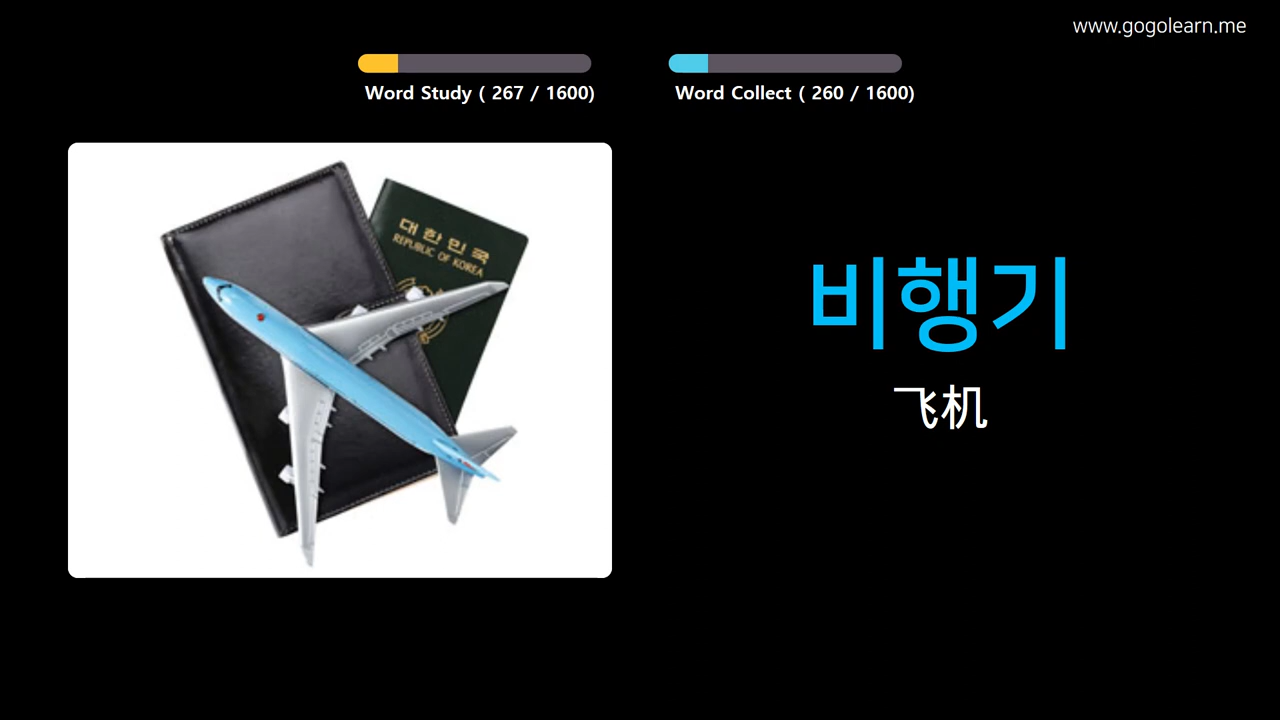 www.gogolearn.me
Word Study ( 267 / 1600)
Word Collect ( 260 / 1600)
대한민국
REPUBLIC OF KOREA
비행기
飞机